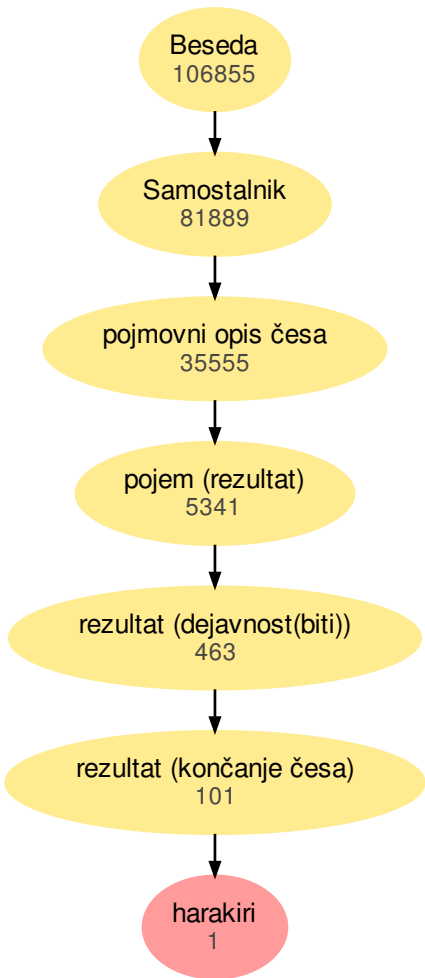 Beseda
106855
Samostalnik
81889
pojmovni opis česa
35555
pojem (rezultat)
5341
rezultat (dejavnost(biti))
463
rezultat (končanje česa)
101
harakiri
1